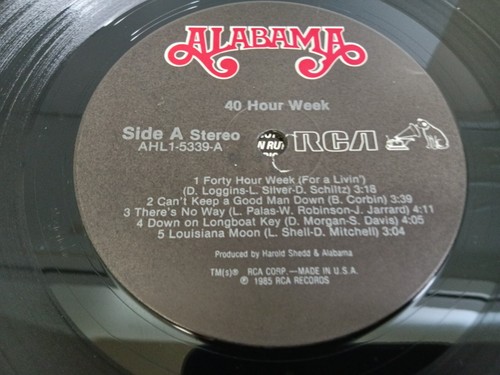 ALABAMA
40 Hour Week
Side A Stereo
AHL1-5339-A
RCA
1 Forty Hour Week (For a Livin')
(D. Loggins-L. Silver-D. Schiltz) 3:18
2 Can't Keep a Good Man Down (B. Corbin) 3:39
3 There's No Way (L. Palas-W. Robinson-J. Jarrard) 4:11
4 Down on Longboat Key (D. Morgan-S. Davis) 4:05
5 Louisiana Moon (L. Shell-D. Mitchell) 3:04
Produced by Harold Shedd & Alabama
TM(s)® RCA CORP.—MADE IN U.S.A.
℗ 1985 RCA RECORDS